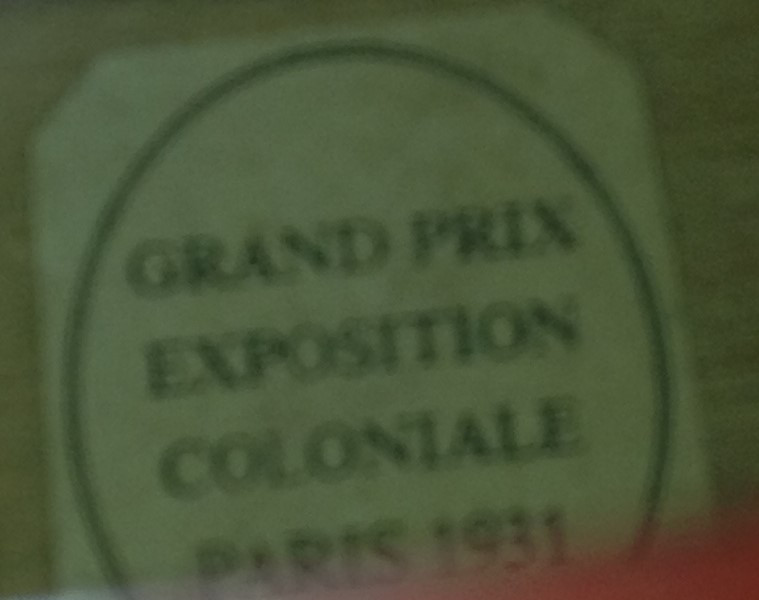 GRAND PRIX
EXPOSITION
COLONIALE
PARIS 1931